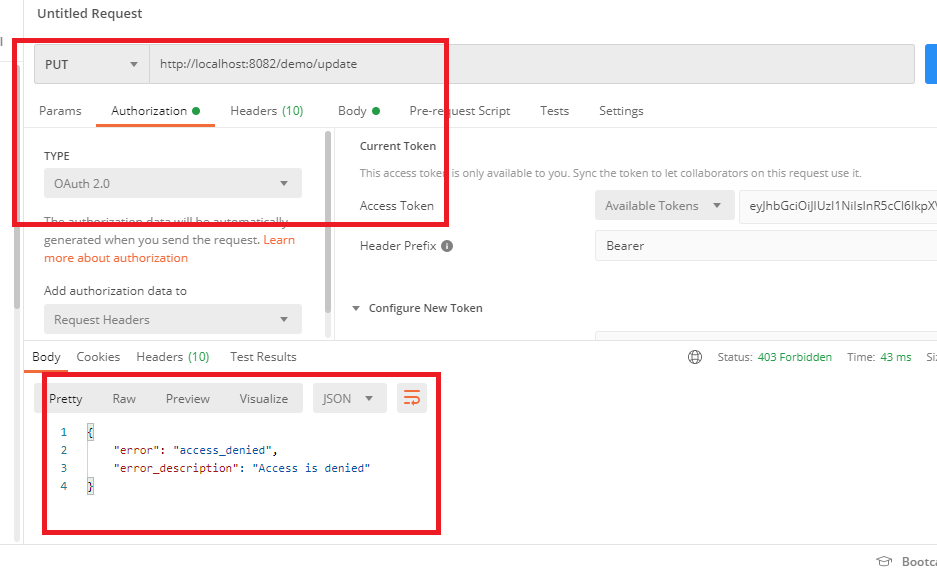 Untitled Request
PUT http://localhost:8082/demo/update
Params Authorization Headers (10) Body Pre-request Script Tests Settings
TYPE
OAuth 2.0
The authorization data will be automatically
generated when you send the request. Learn
more about authorization
Add authorization data to
Request Headers
Current Token
This access token is only available to you. Sync the token to let collaborators on this request use it.
Access Token Available Tokens
Header Prefix Bearer
Configure New Token
Body Cookies Headers (10) Test Results Status: 403 Forbidden Time: 43 ms
Pretty Raw Preview Visualize JSON
1 {
2 "error": "access_denied",
3 "error_description": "Access is denied"
4 }